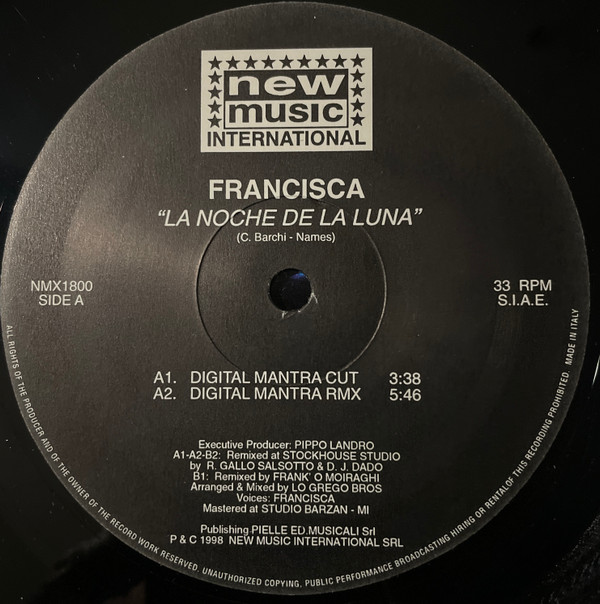 new
music
INTERNATIONAL
FRANCISCA
“LA NOCHE DE LA LUNA”
(C. Barchi - Names)
NMX1800
SIDE A
33 RPM
S.I.A.E.
A1. DIGITAL MANTRA CUT 3:38
A2. DIGITAL MANTRA RMX 5:46
Executive Producer: PIPPO LANDRO
A1-A2-B2: Remixed at STOCKHOUSE STUDIO
by R. GALLO SALSOTTO & D. J. DADO
B1: Remixed by FRANK' O MOIRAGHI
Arranged & Mixed by LO GREGO BROS
Voices: FRANCISCA
Mastered at STUDIO BARZAN - MI
Publishing PIELLE ED.MUSICALI Srl
P & C 1998 NEW MUSIC INTERNATIONAL SRL
ALL RIGHTS OF THE PRODUCER AND OF THE OWNER OF THE RECORD WORK RESERVED. UNAUTHORIZED COPYING, PUBLIC PERFORMANCE BROADCASTING HIRING OR RENTAL OF THIS RECORDING PROHIBITED. MADE IN ITALY